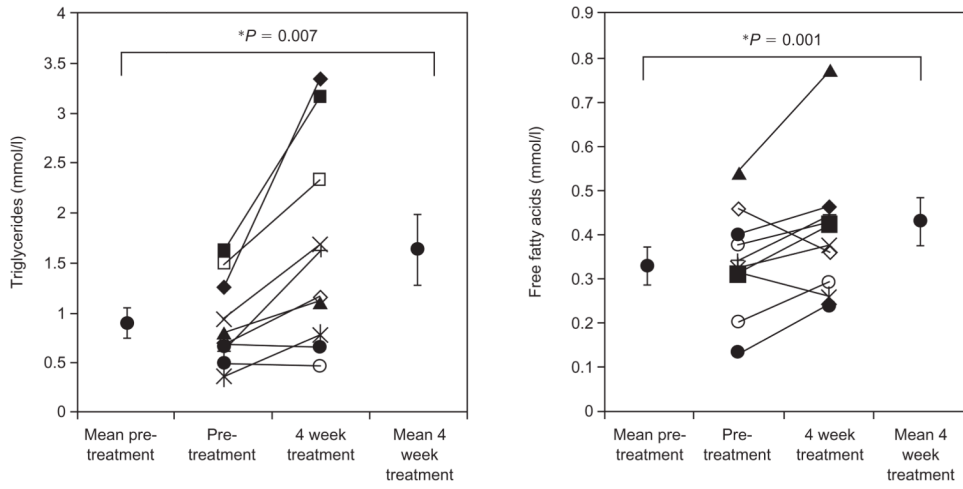 4
3.5
3
2.5
2
1.5
1
0.5
0
Triglycerides (mmol/l)
*P = 0.007
Mean pre-
treatment
Pre-
treatment
4 week
treatment
Mean 4
week
treatment
0.9
0.8
0.7
0.6
0.5
0.4
0.3
0.2
0.1
0
Free fatty acids (mmol/l)
*P = 0.001
Mean pre-
treatment
Pre-
treatment
4 week
treatment
Mean 4
week
treatment